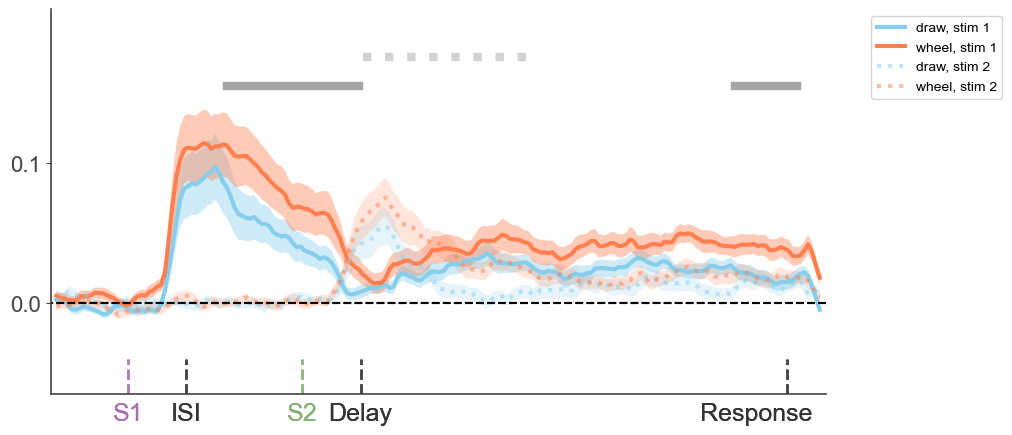 draw, stim 1
wheel, stim 1
draw, stim 2
wheel, stim 2
0.1
0.0
S1 ISI S2 Delay Response